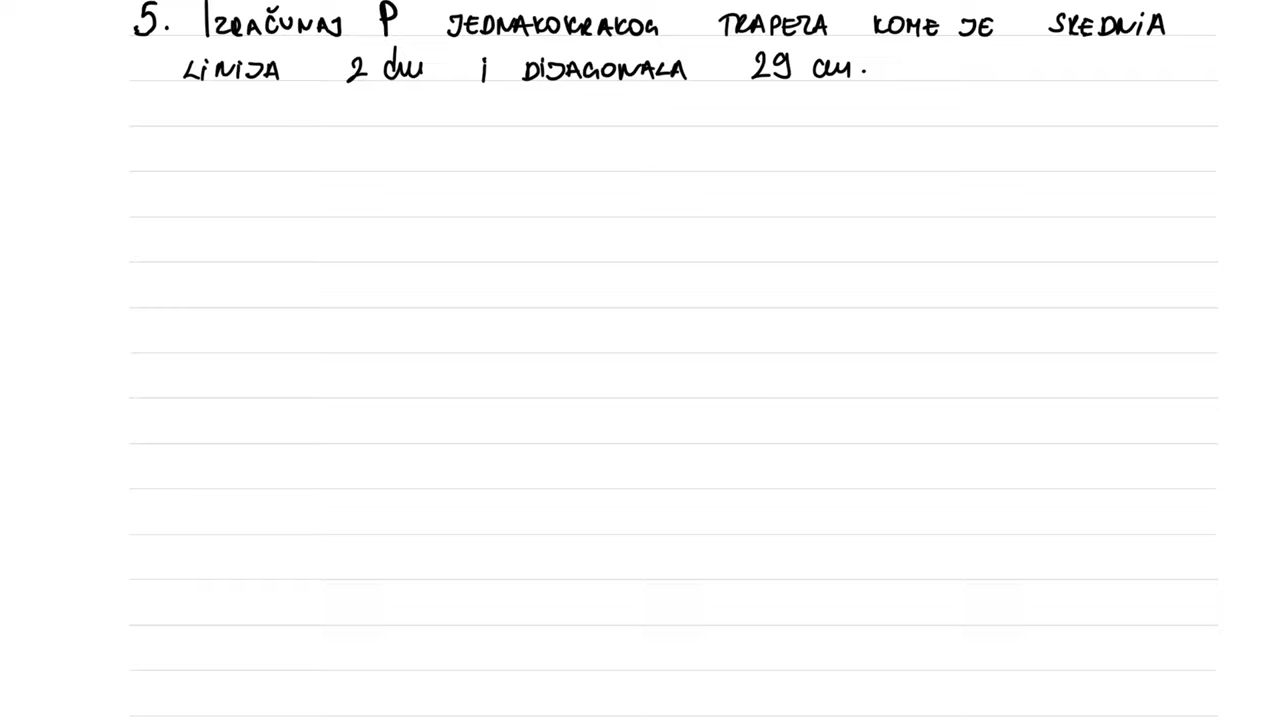 5. IZRAČUNAJ P JEDNAKOKRAKOG TRAPEZA KOME JE SREDNJA
LINIJA 2 dm I DIJAGONALA 29 cm.